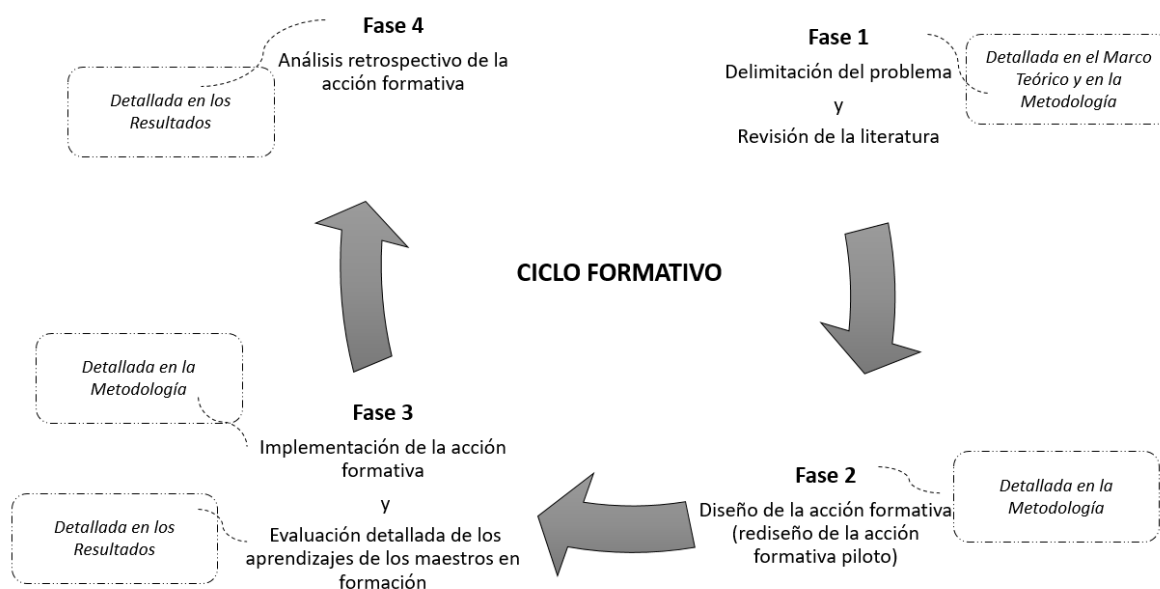 Fase 1
Delimitación del problema
y
Revisión de la literatura
Detallada en el Marco
Teórico y en la
Metodología
CICLO FORMATIVO
Fase 2
Diseño de la acción formativa
(rediseño de la acción
formativa piloto)
Detallada en la
Metodología
Fase 3
Implementación de la acción
formativa
y
Evaluación detallada de los
aprendizajes de los maestros en
formación
Detallada en la
Metodología
Detallada en los
Resultados
Fase 4
Análisis retrospectivo de la
acción formativa
Detallada en los
Resultados